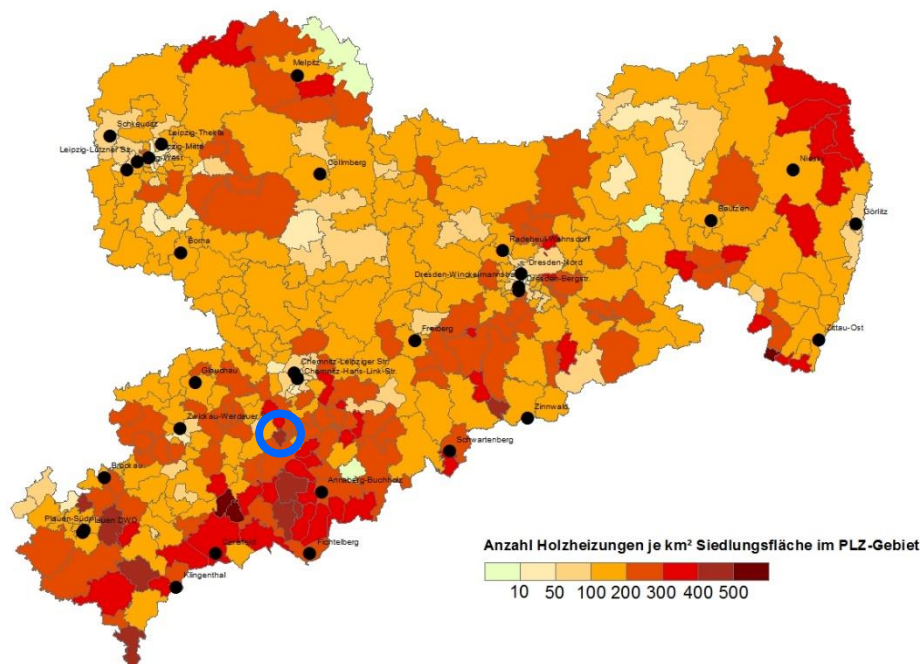 Melpitz
Schkeuditz
Leipzig-Thekla
Leipzig-Lützner Str.
Collmberg
Niesky
Bautzen
Görlitz
Borna
Radebeul-Wahnsdorf
Dresden-Nord
Dresden-Winckelmannstr.
Dresden-Bergstr.
Freiberg
Zittau-Ost
Chemnitz-Leipziger Str.
Chemnitz-Hans-Link-Str.
Glauchau
Zinnwald
Zwickau-Werdauer
Schwartenberg
Brockau
Annaberg-Buchholz
Plauen-Süd
Plauen DWD
Carlsfeld
Fichtelberg
Klingenthal
Anzahl Holzheizungen je km² Siedlungsfläche im PLZ-Gebiet
10 50 100 200 300 400 500